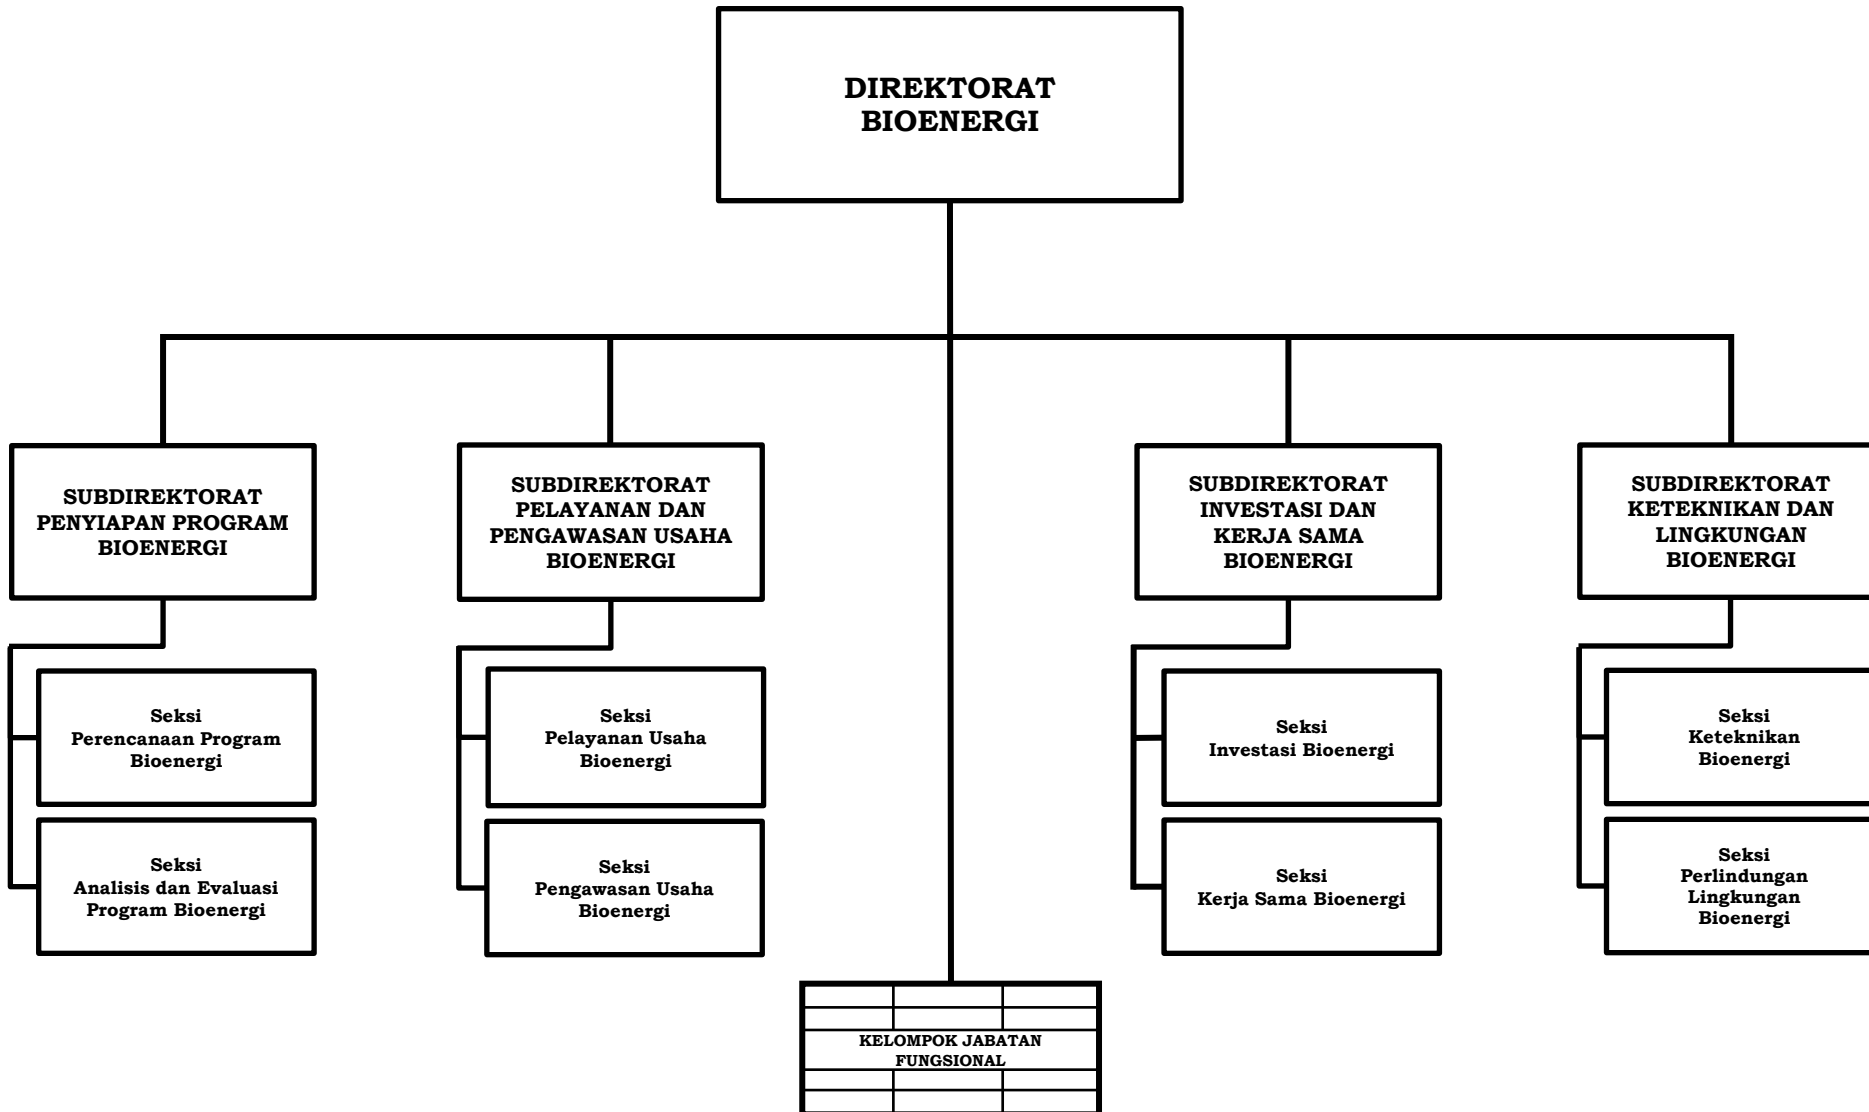 DIREKTORAT
BIOENERGI
SUBDIREKTORAT
PENYIAPAN PROGRAM
BIOENERGI
SUBDIREKTORAT
PELAYANAN DAN
PENGAWASAN USAHA
BIOENERGI
SUBDIREKTORAT
INVESTASI DAN
KERJA SAMA
BIOENERGI
SUBDIREKTORAT
KETEKNIKAN DAN
LINGKUNGAN
BIOENERGI
Seksi
Perencanaan Program
Bioenergi
Seksi
Pelayanan Usaha
Bioenergi
Seksi
Investasi Bioenergi
Seksi
Keteknikan
Bioenergi
Seksi
Analisis dan Evaluasi
Program Bioenergi
Seksi
Pengawasan Usaha
Bioenergi
Seksi
Kerja Sama Bioenergi
Seksi
Perlindungan
Lingkungan
Bioenergi
KELOMPOK JABATAN
FUNGSIONAL